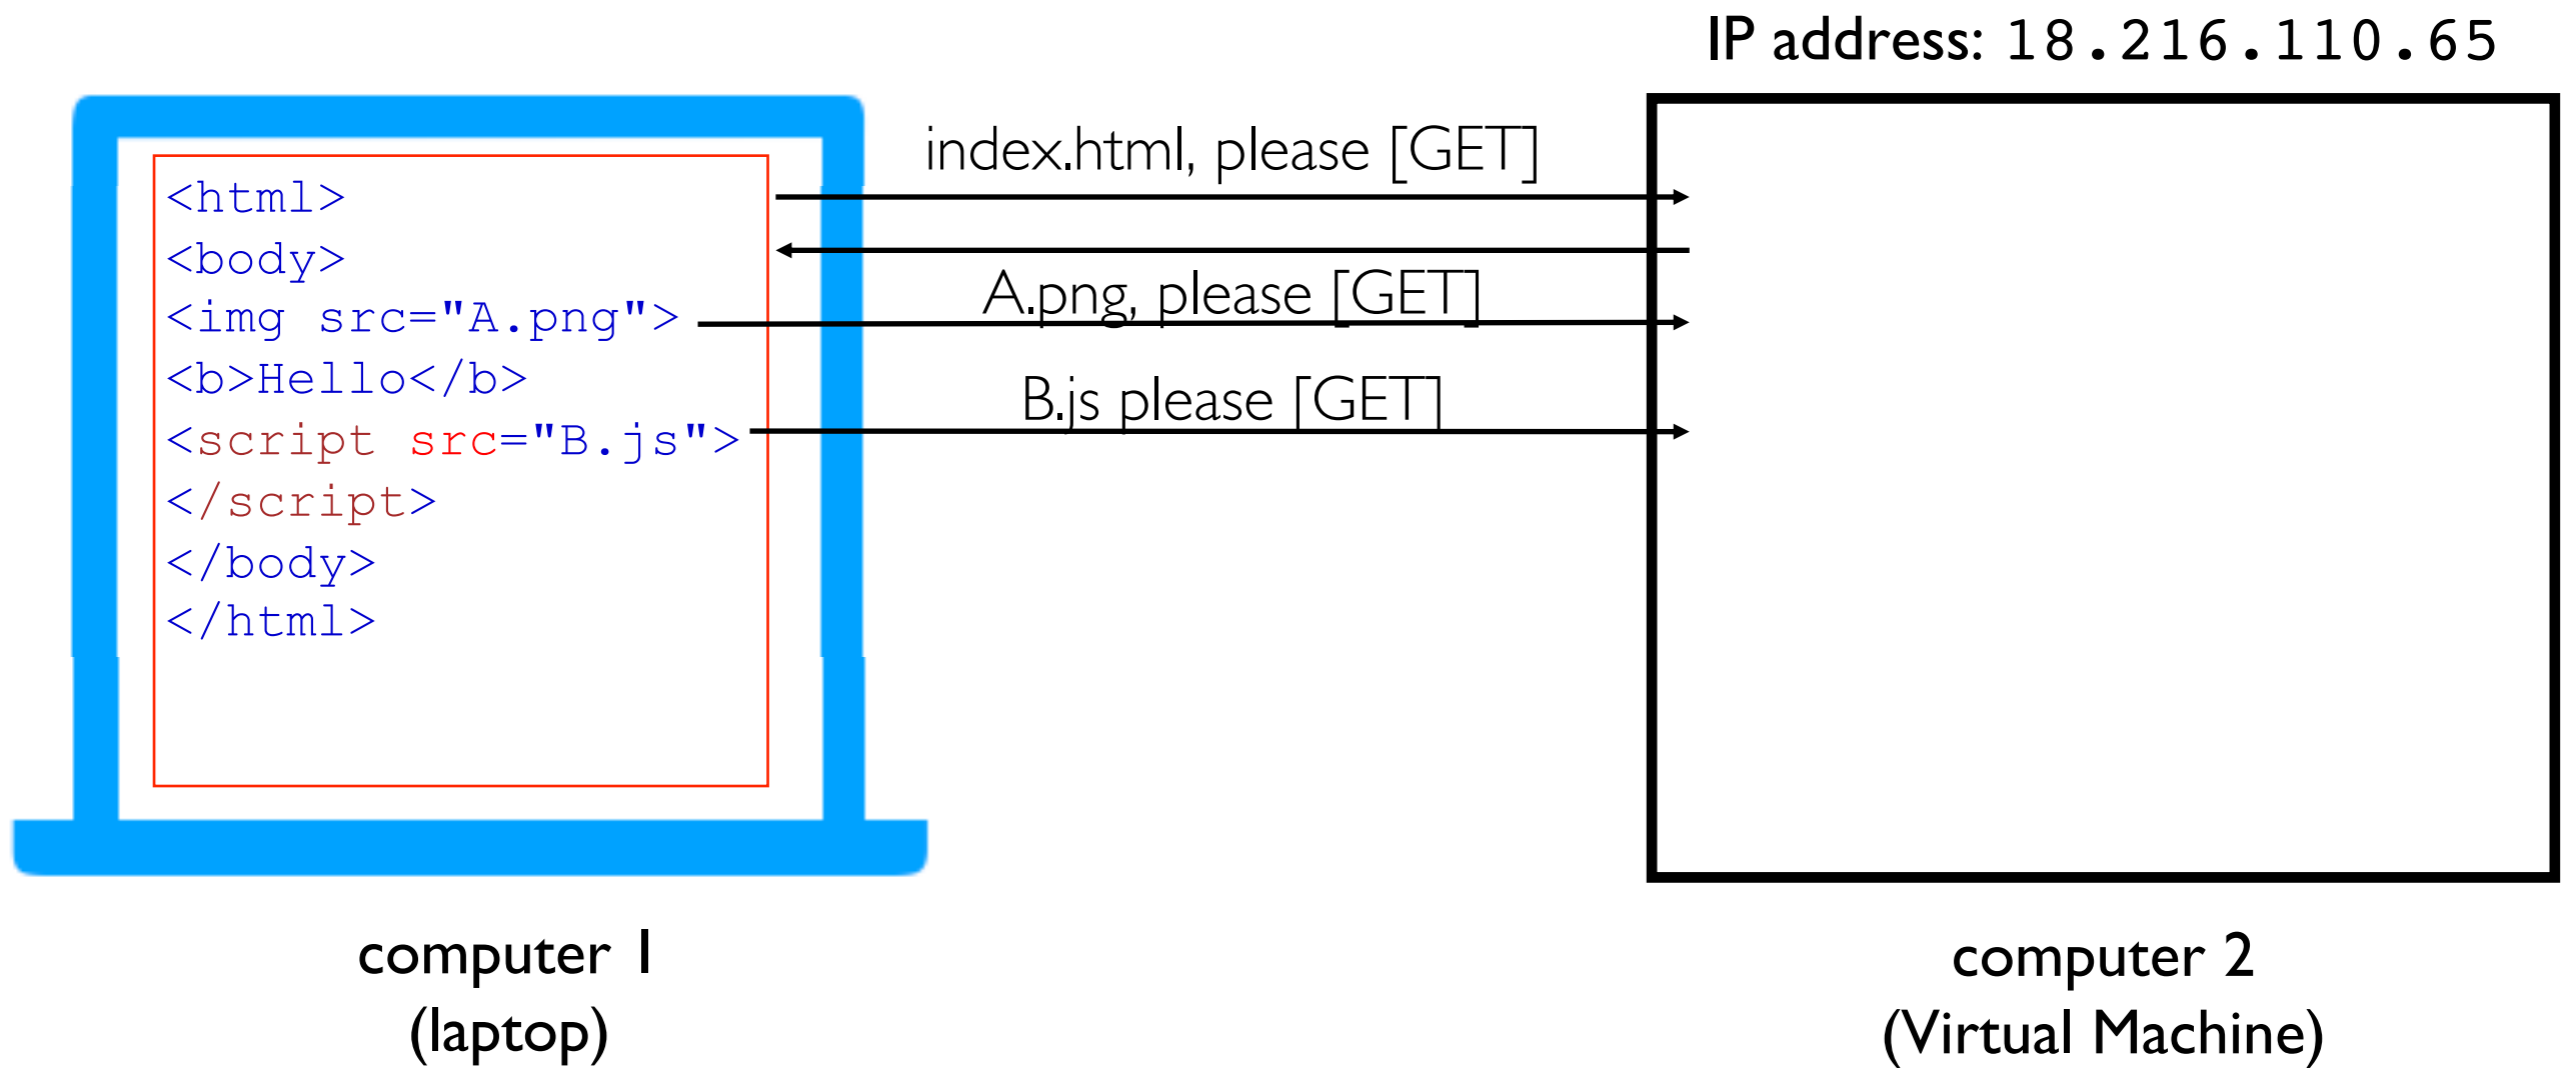 IP address: 18.216.110.65
index.html, please [GET]
<html>
<body>
A.png, please [GET]
<img src="A.png">
<b>Hello</b>
B.js please [GET]
<script src="B.js">
</script>
</body>
</html>
computer 1
(laptop)
computer 2
(Virtual Machine)